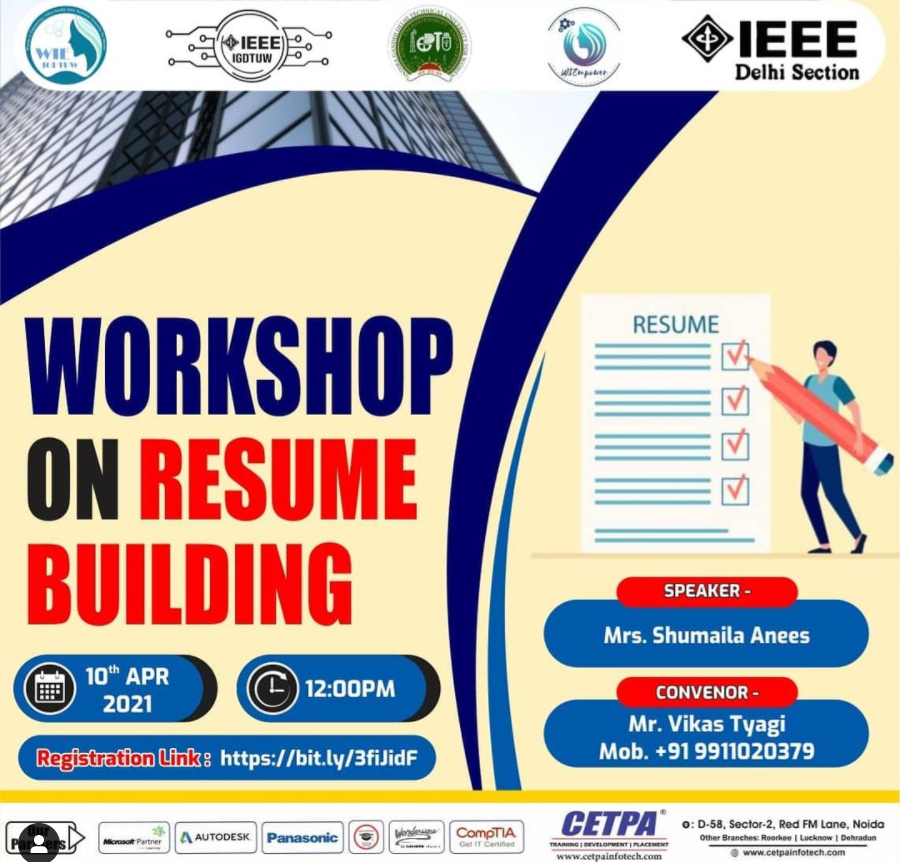 WIE
IGDTUW
IEEE
IGDTUW
WIEmpower
IEEE
Delhi Section
WORKSHOP
ON RESUME
BUILDING
RESUME
SPEAKER -
Mrs. Shumaila Anees
CONVENOR -
Mr. Vikas Tyagi
Mob. +91 9911020379
10th APR
2021
12:00PM
Registration Link : https://bit.ly/3fiJidF
Our
Partners
Microsoft Partner
AUTODESK
Panasonic
CompTIA
Get IT Certified
CETPA®
TRAINING | DEVELOPMENT | PLACEMENT
www.cetpainfotech.com
: D-58, Sector-2, Red FM Lane, Noida
Other Branches: Roorkee | Lucknow | Dehradun
www.cetpainfotech.com